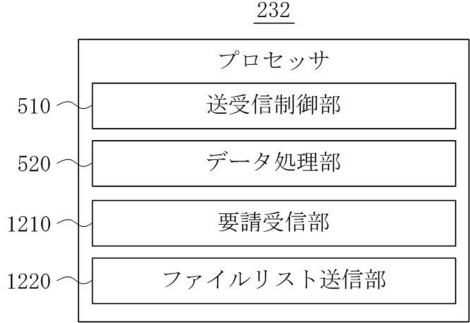 232
プロセッサ
510 送受信制御部
520 データ処理部
1210 要請受信部
1220 ファイルリスト送信部